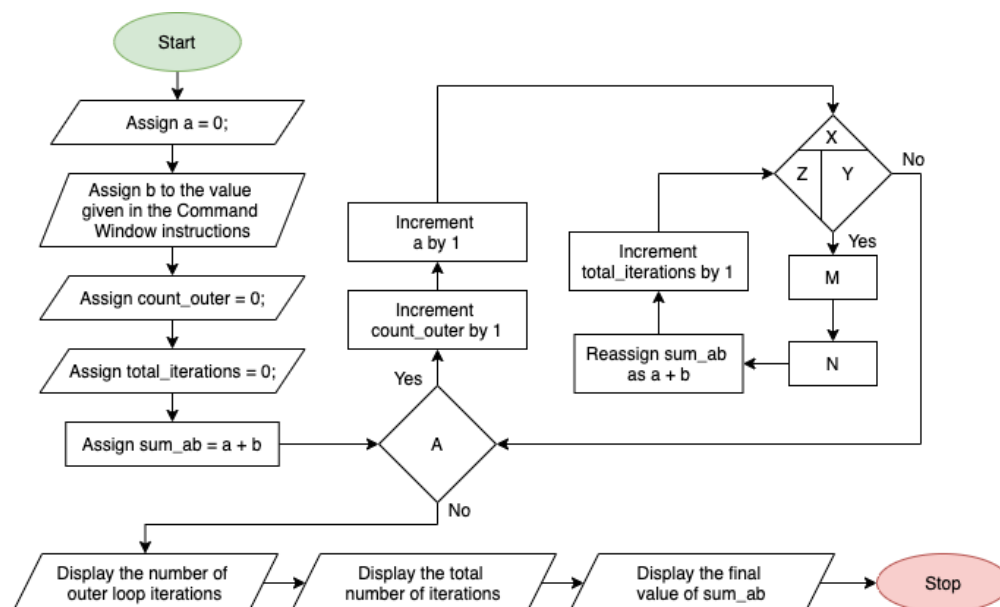 Start
Assign a = 0;
Assign b to the value
given in the Command
Window instructions
Assign count_outer = 0;
Assign total_iterations = 0;
Assign sum_ab = a + b
A
Yes
Increment
count_outer by 1
Increment
a by 1
X
Z
Y
No
Yes
M
N
Reassign sum_ab
as a + b
Increment
total_iterations by 1
No
Display the number of
outer loop iterations
Display the total
number of iterations
Display the final
value of sum_ab
Stop